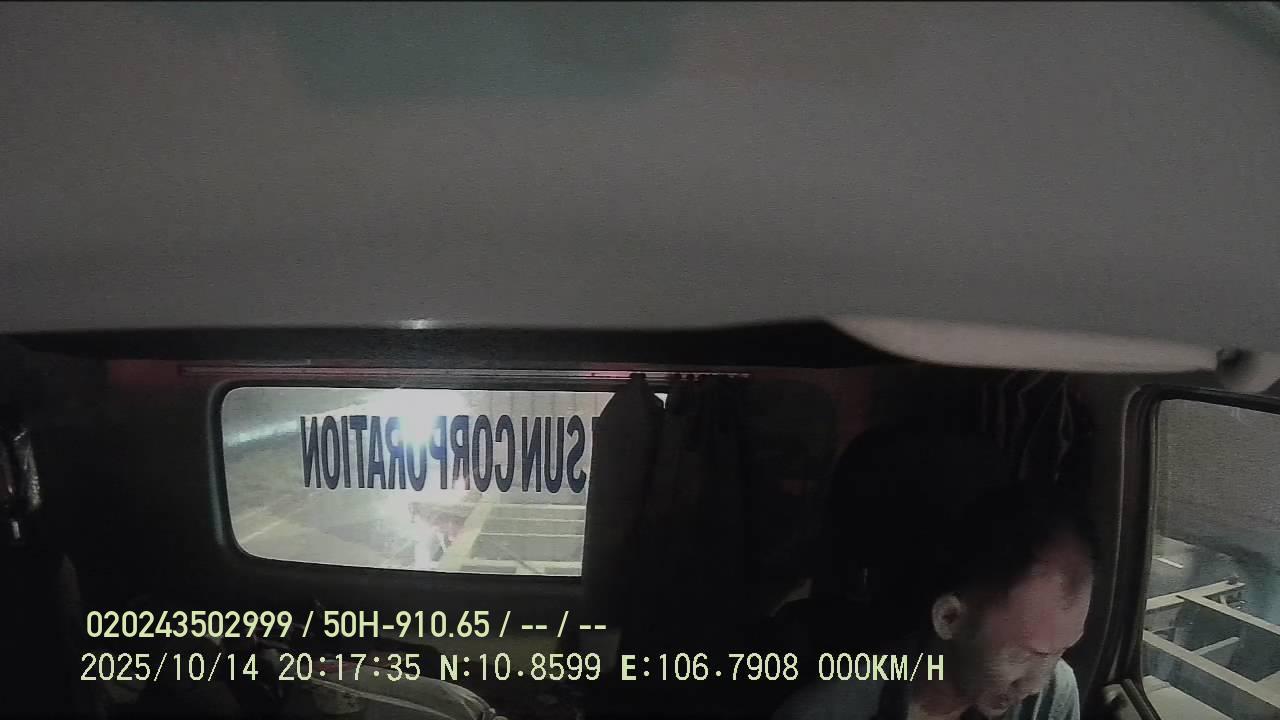 SUN CORPORATION
020243502999 / 50H-910.65 / -- / --
2025/10/14 20:17:35 N:10.8599 E:106.7908 000KM/H